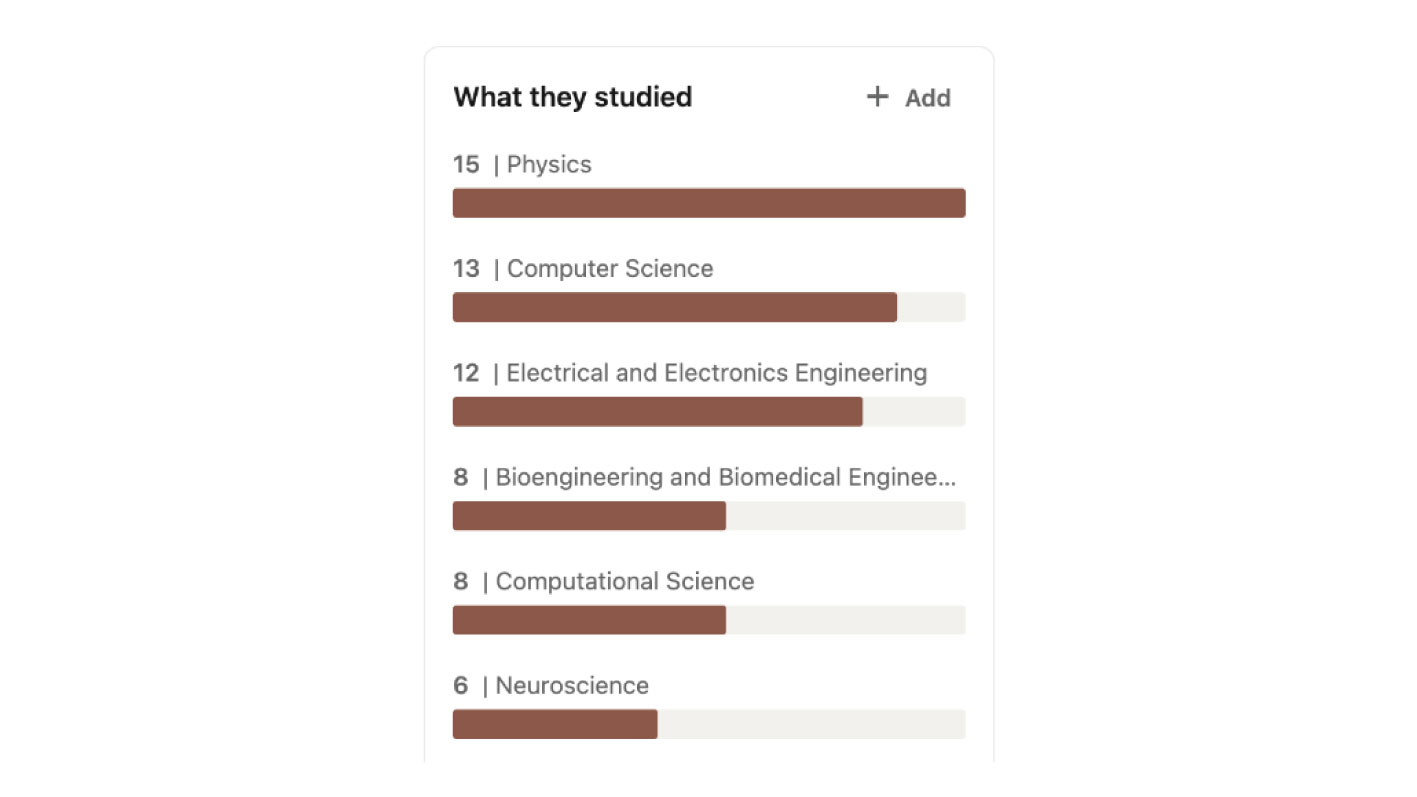 What they studied
+ Add
15 | Physics
13 | Computer Science
12 | Electrical and Electronics Engineering
8 | Bioengineering and Biomedical Enginee...
8 | Computational Science
6 | Neuroscience